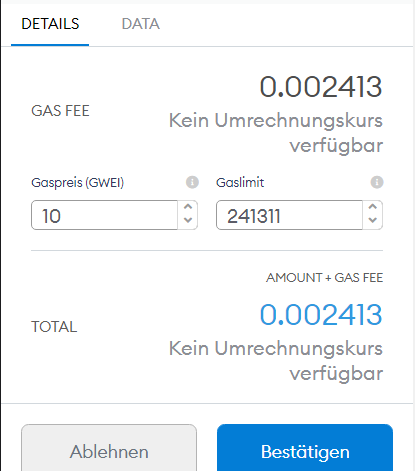 DETAILS DATA
0.002413
GAS FEE
Kein Umrechnungskurs
verfügbar
Gaspreis (GWEI) Gaslimit
10 241311
AMOUNT + GAS FEE
0.002413
TOTAL
Kein Umrechnungskurs
verfügbar
Ablehnen Bestätigen